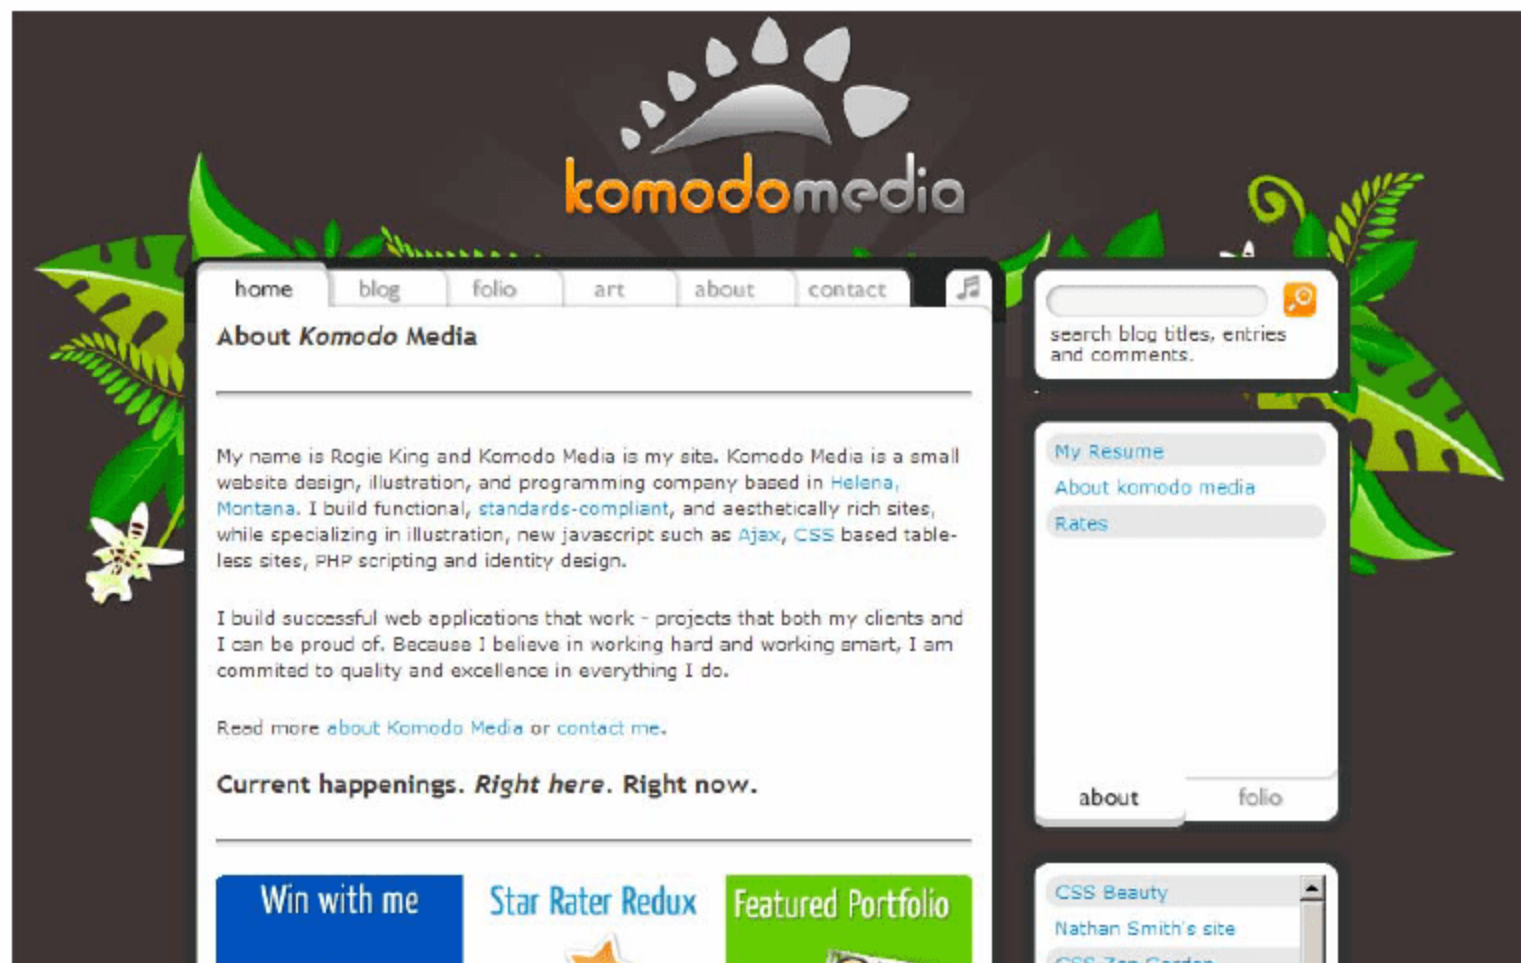 komodomedia
home blog folio art about contact
About Komodo Media
search blog titles, entries
and comments.
My name is Rogie King and Komodo Media is my site. Komodo Media is a small
website design, illustration, and programming company based in Helena,
Montana. I build functional, standards-compliant, and aesthetically rich sites,
while specializing in illustration, new javascript such as Ajax, CSS based table-
less sites, PHP scripting and identity design.
I build successful web applications that work - projects that both my clients and
I can be proud of. Because I believe in working hard and working smart, I am
commited to quality and excellence in everything I do.
Read more about Komodo Media or contact me.
Current happenings. Right here. Right now.
Win with me
Star Rater Redux
Featured Portfolio
My Resume
About komodo media
Rates
about folio
CSS Beauty
Nathan Smith's site
CSS Zen Garden